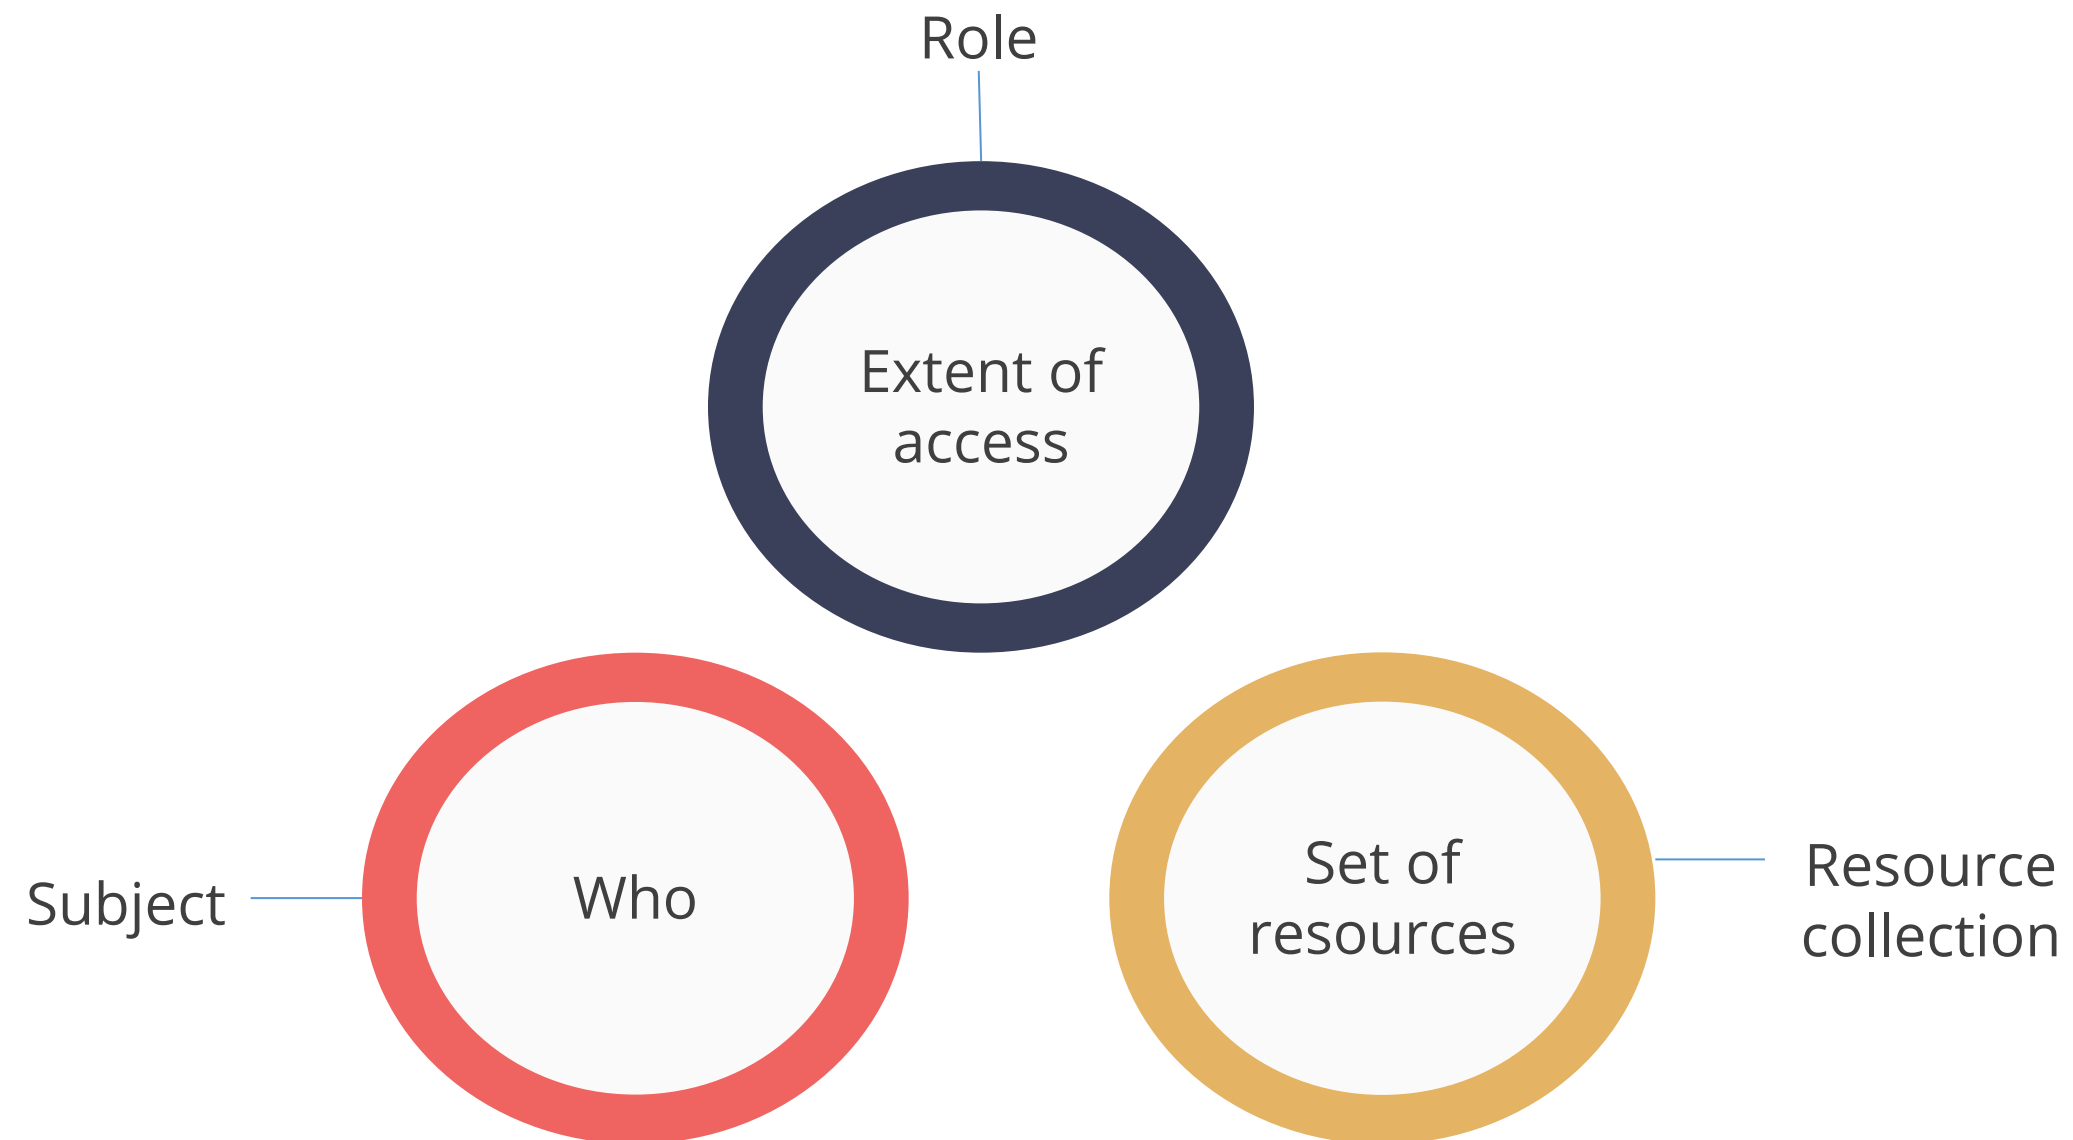 Role
Extent of
access
Subject
Who
Set of
resources
Resource
collection